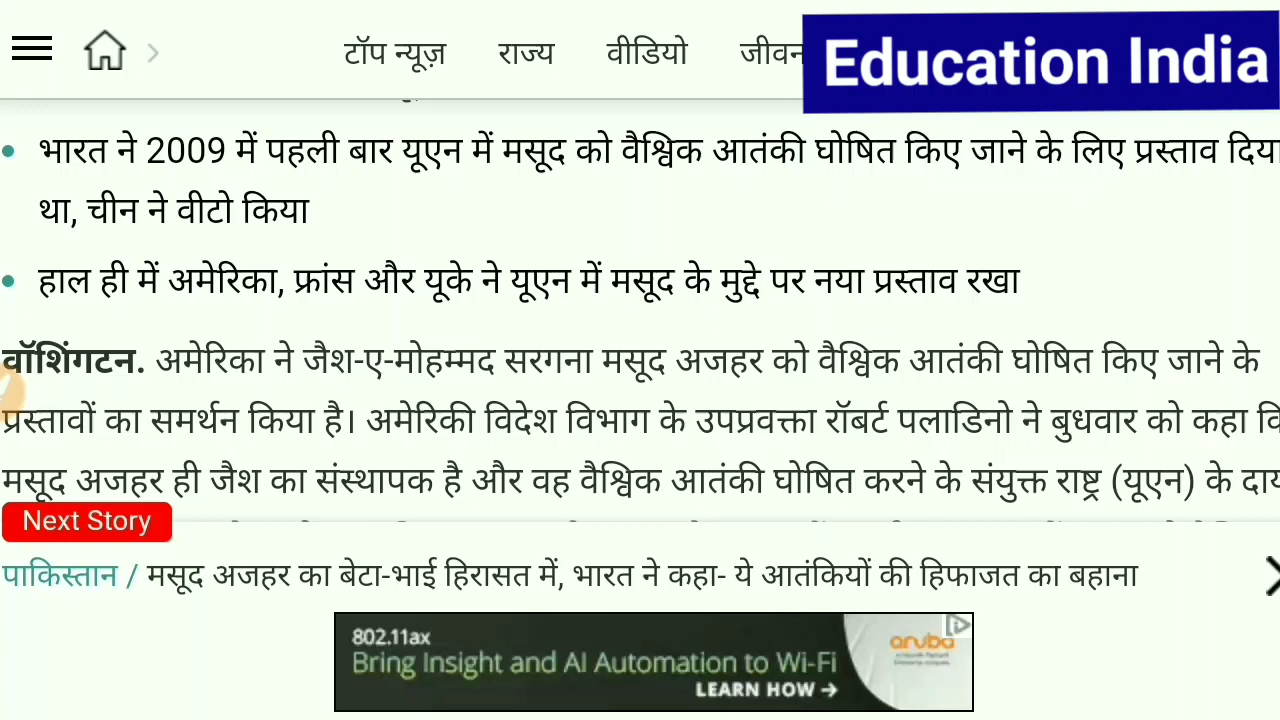 टॉप न्यूज़ राज्य वीडियो जीवन
Education India
भारत ने 2009 में पहली बार यूएन में मसूद को वैश्विक आतंकी घोषित किए जाने के लिए प्रस्ताव दिया
था, चीन ने वीटो किया
हाल ही में अमेरिका, फ्रांस और यूके ने यूएन में मसूद के मुद्दे पर नया प्रस्ताव रखा
वॉशिंगटन. अमेरिका ने जैश-ए-मोहम्मद सरगना मसूद अजहर को वैश्विक आतंकी घोषित किए जाने के
प्रस्तावों का समर्थन किया है। अमेरिकी विदेश विभाग के उपप्रवक्ता रॉबर्ट पलाडिनो ने बुधवार को कहा कि
मसूद अजहर ही जैश का संस्थापक है और वह वैश्विक आतंकी घोषित करने के संयुक्त राष्ट्र (यूएन) के
Next Story
पाकिस्तान / मसूद अजहर का बेटा-भाई हिरासत में, भारत ने कहा- ये आतंकियों की हिफाजत का बहाना
802.11ax
Bring Insight and AI Automation to Wi-Fi
LEARN HOW →
aruba